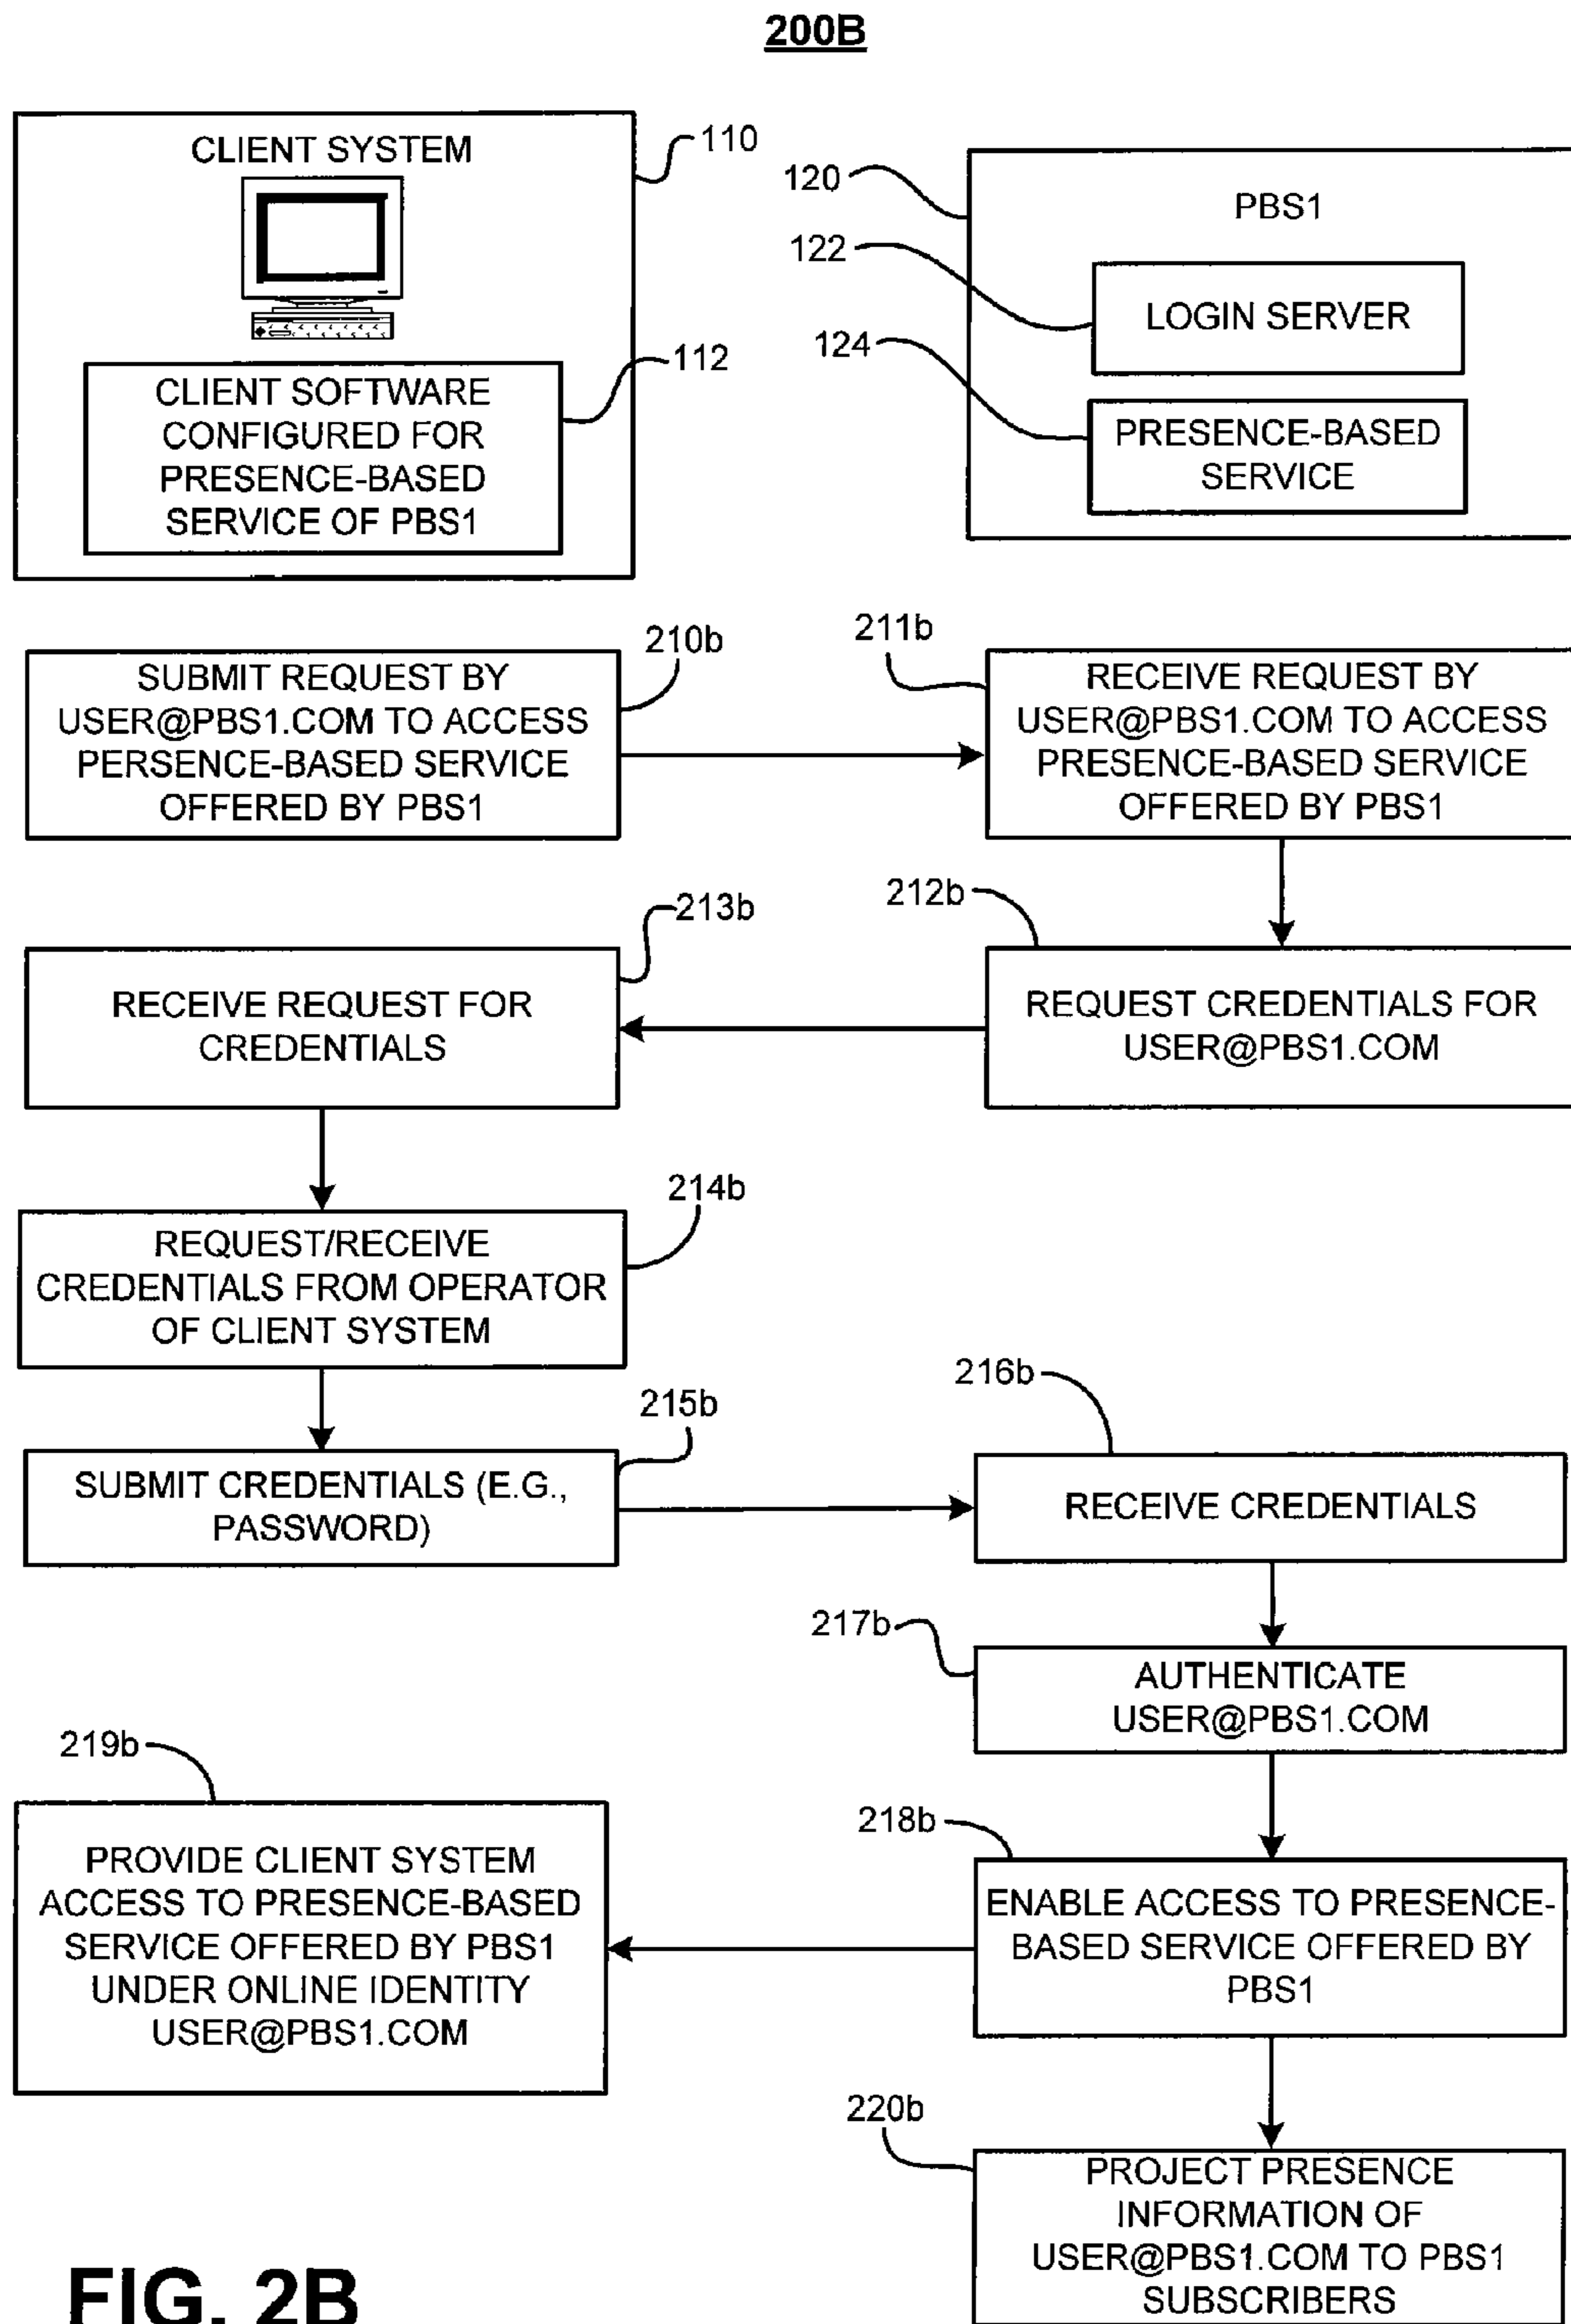 200B
CLIENT SYSTEM
110
CLIENT SOFTWARE
CONFIGURED FOR
PRESENCE-BASED
SERVICE OF PBS1
112
120
PBS1
122
LOGIN SERVER
124
PRESENCE-BASED
SERVICE
210b
SUBMIT REQUEST BY
USER@PBS1.COM TO ACCESS
PERSENCE-BASED SERVICE
OFFERED BY PBS1
211b
RECEIVE REQUEST BY
USER@PBS1.COM TO ACCESS
PRESENCE-BASED SERVICE
OFFERED BY PBS1
213b
RECEIVE REQUEST FOR
CREDENTIALS
212b
REQUEST CREDENTIALS FOR
USER@PBS1.COM
214b
REQUEST/RECEIVE
CREDENTIALS FROM OPERATOR
OF CLIENT SYSTEM
215b
SUBMIT CREDENTIALS (E.G.,
PASSWORD)
216b
RECEIVE CREDENTIALS
217b
AUTHENTICATE
USER@PBS1.COM
219b
PROVIDE CLIENT SYSTEM
ACCESS TO PRESENCE-BASED
SERVICE OFFERED BY PBS1
UNDER ONLINE IDENTITY
USER@PBS1.COM
218b
ENABLE ACCESS TO PRESENCE-
BASED SERVICE OFFERED BY
PBS1
220b
PROJECT PRESENCE
INFORMATION OF
USER@PBS1.COM TO PBS1
SUBSCRIBERS
FIG. 2B